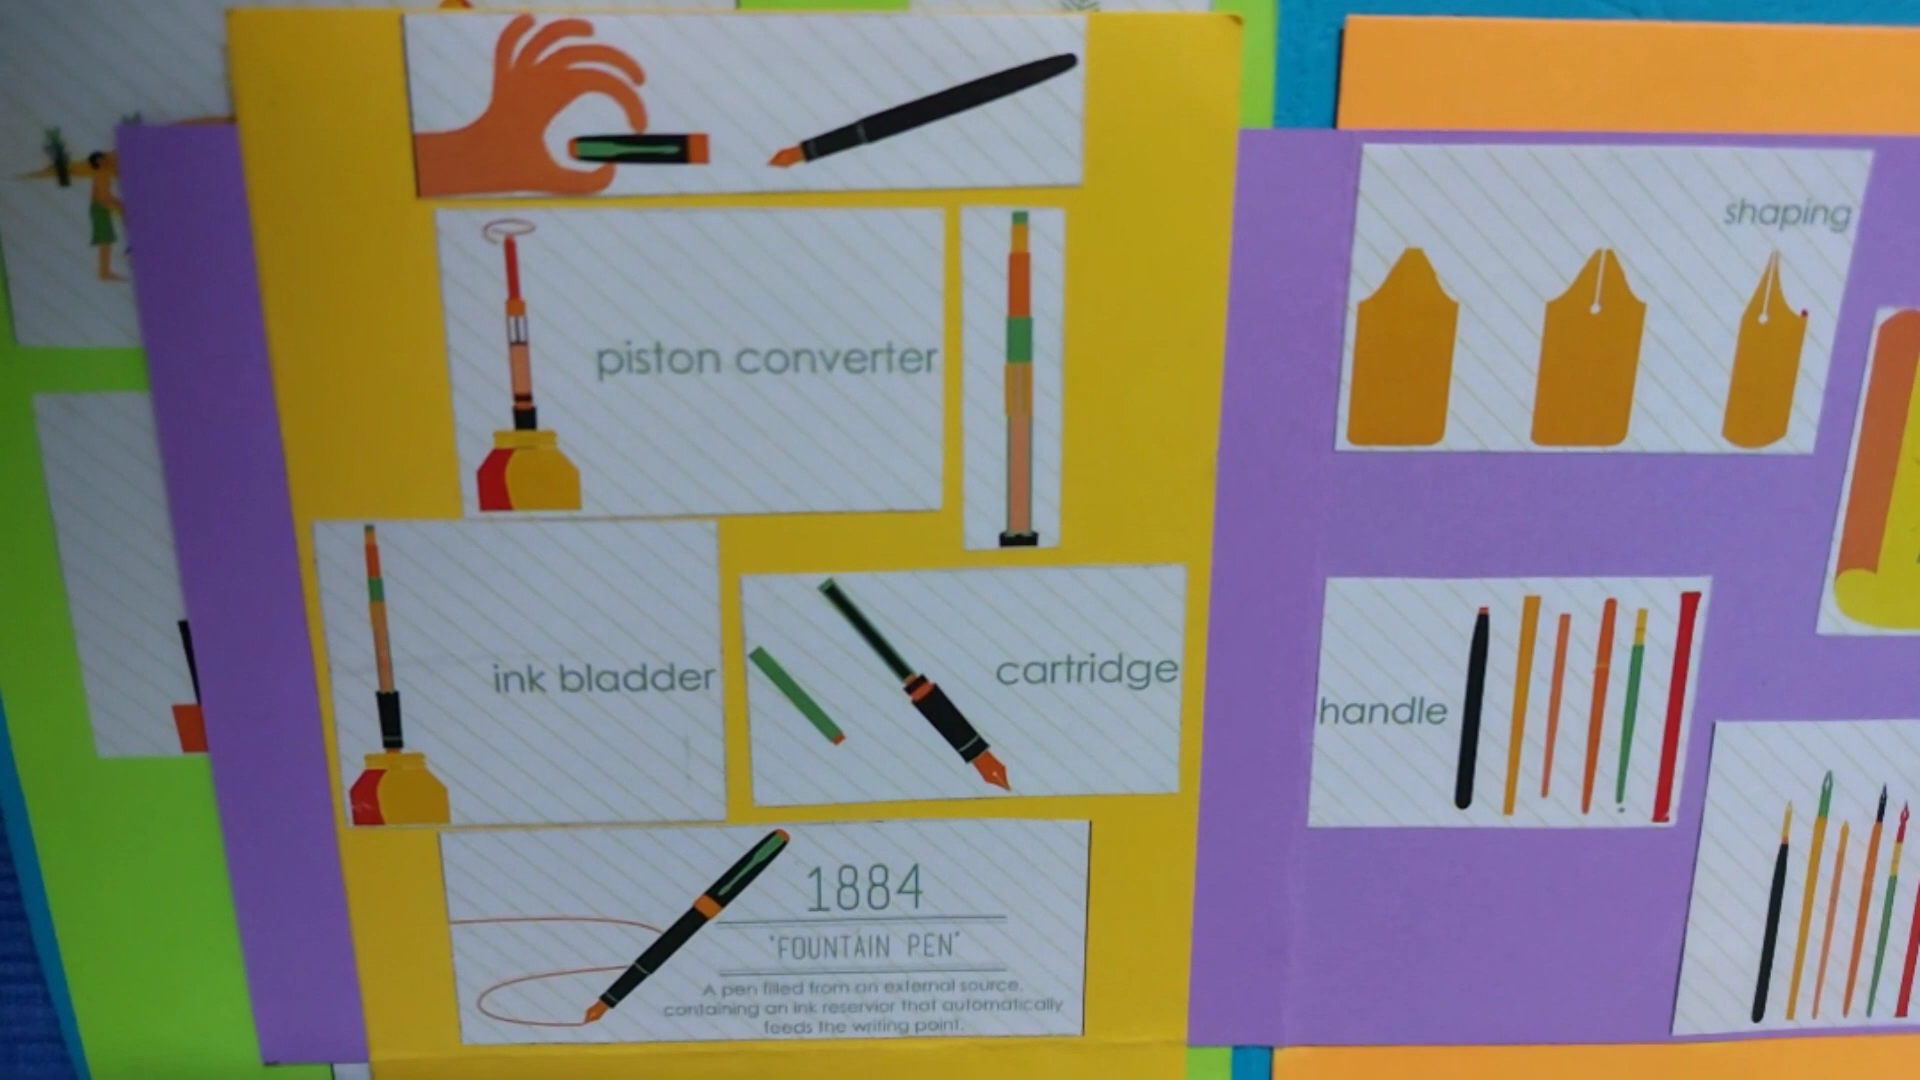 shaping
piston converter
ink bladder
cartridge
handle
1884
"FOUNTAIN PEN"
A pen filled from an external source,
containing an ink reservior that automatically
feeds the writing point.